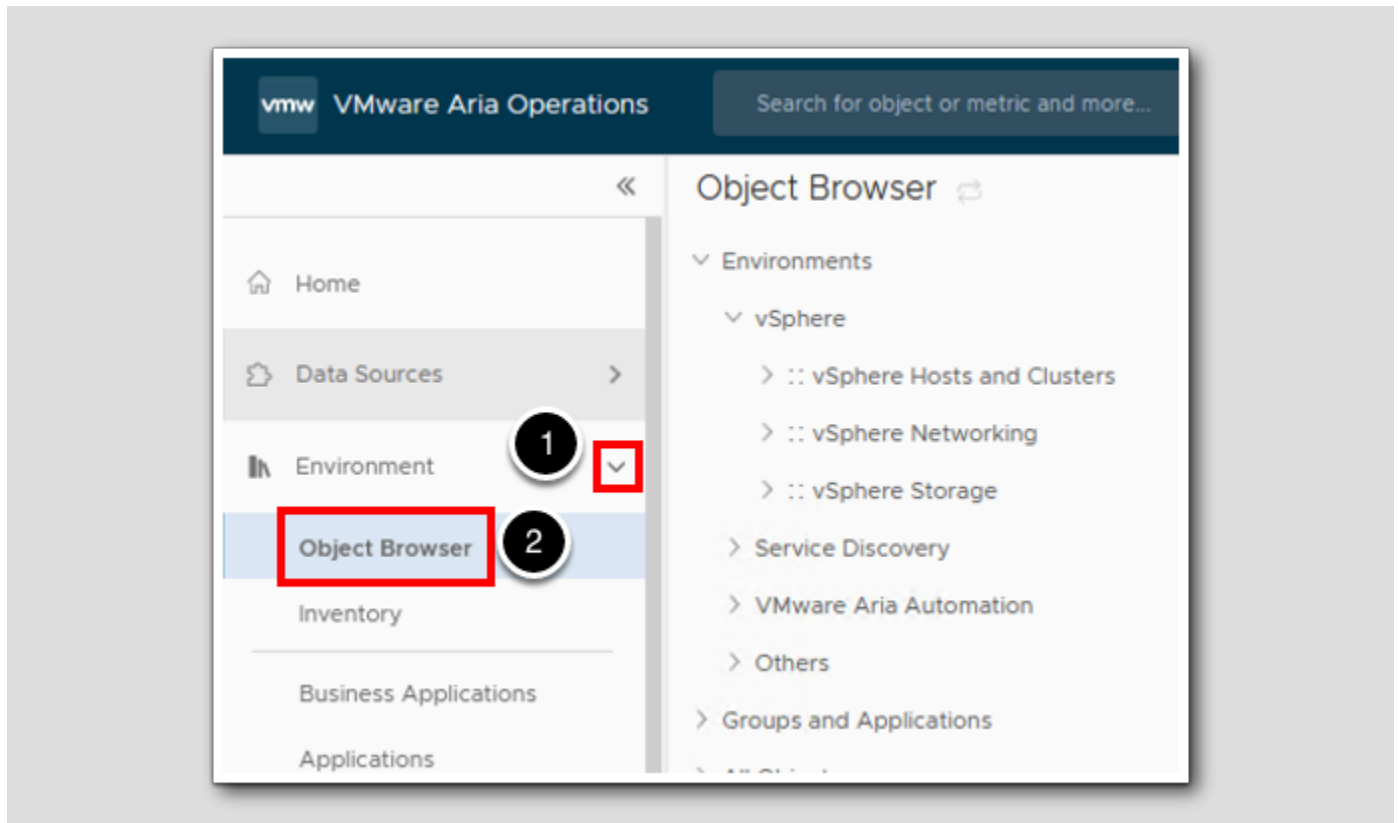 vmw VMware Aria Operations
Search for object or metric and more...
Object Browser
Home
Data Sources
1
Environment
Object Browser
2
Inventory
Business Applications
Applications
Environments
vSphere
:: vSphere Hosts and Clusters
:: vSphere Networking
:: vSphere Storage
Service Discovery
VMware Aria Automation
Others
Groups and Applications